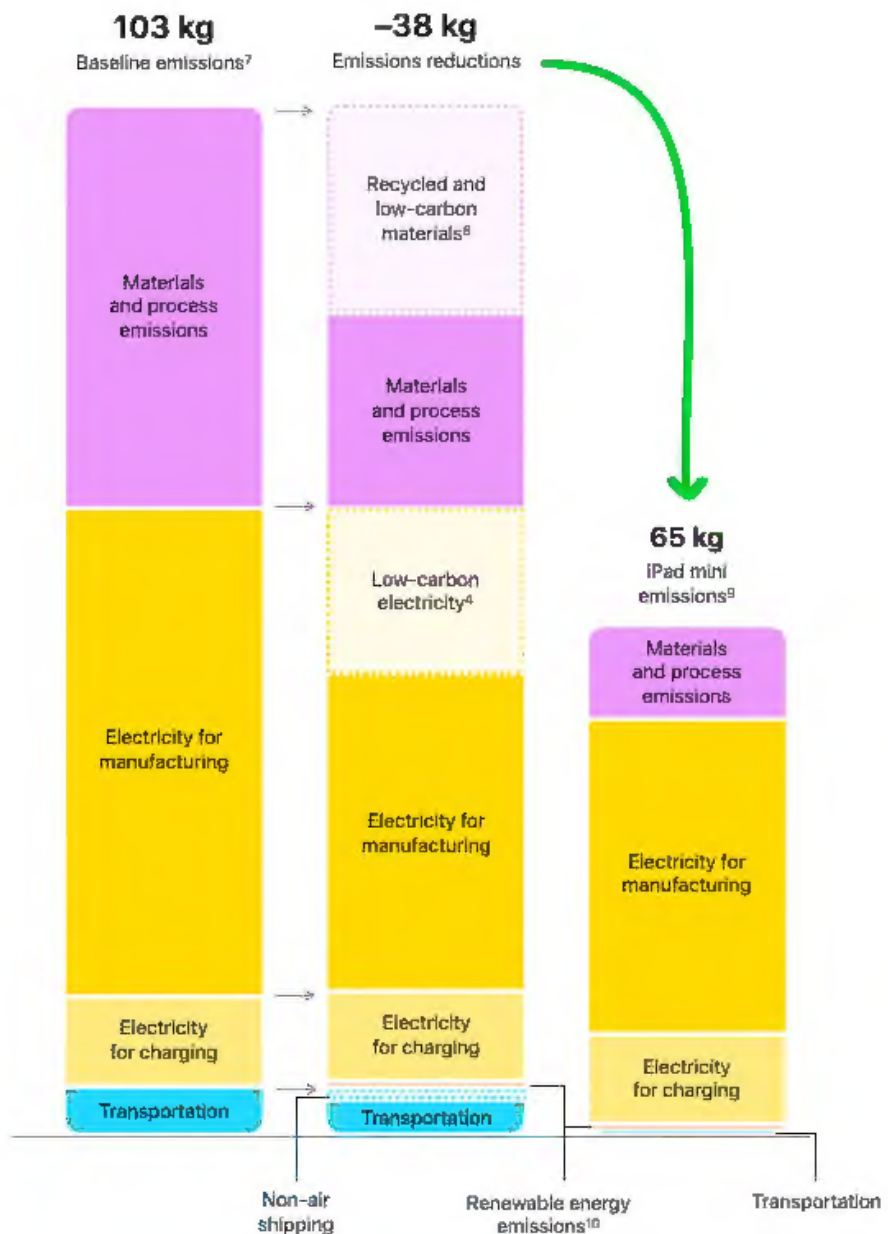 103 kg
Baseline emissions⁷
–38 kg
Emissions reductions
Materials
and process
emissions
Electricity for
manufacturing
Electricity
for charging
Transportation
Recycled and
low-carbon
materials⁸
Materials
and process
emissions
Low-carbon
electricity⁴
Electricity for
manufacturing
Electricity
for charging
Transportation
65 kg
iPad mini
emissions⁹
Materials
and process
emissions
Electricity for
manufacturing
Electricity
for charging
Non-air
shipping
Renewable energy
emissions¹⁰
Transportation